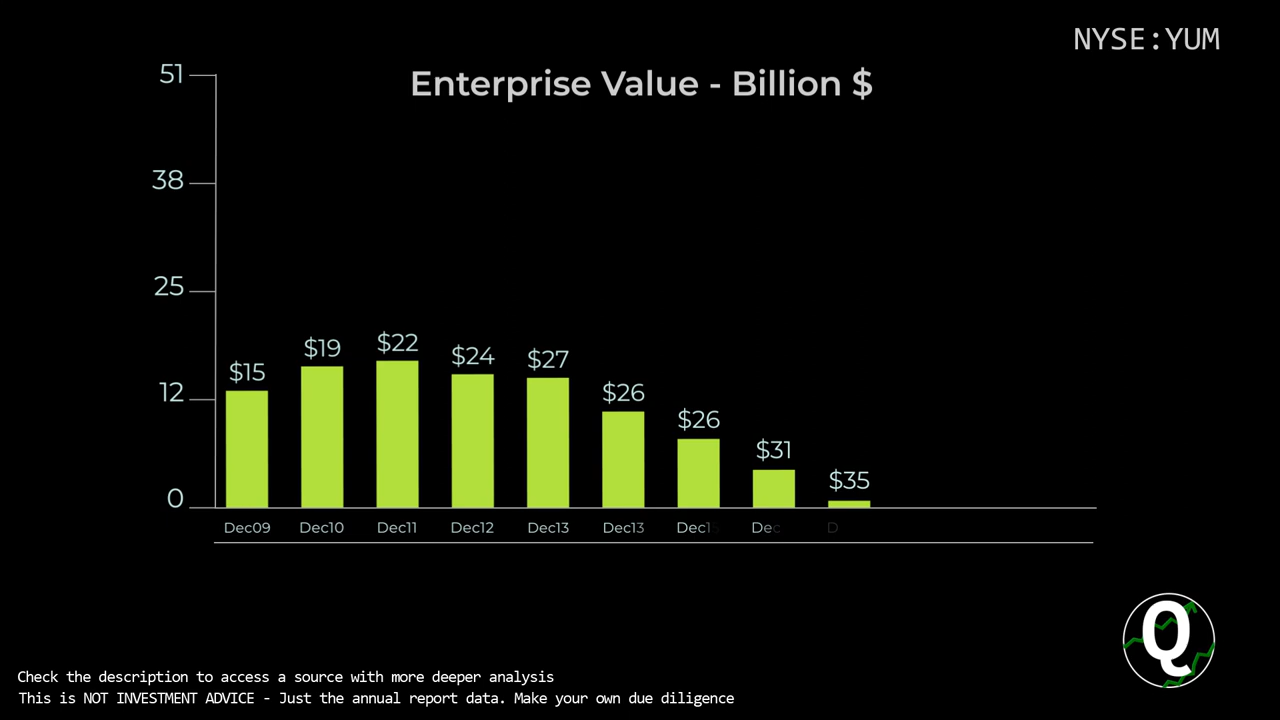 NYSE:YUM
Enterprise Value - Billion $
51
38
25
12
0
$15 $19 $22 $24 $27 $26 $26 $31 $35
Dec09 Dec10 Dec11 Dec12 Dec13 Dec13 Dec1 Dec D
Q
Check the description to access a source with more deeper analysis
This is NOT INVESTMENT ADVICE - Just the annual report data. Make your own due diligence